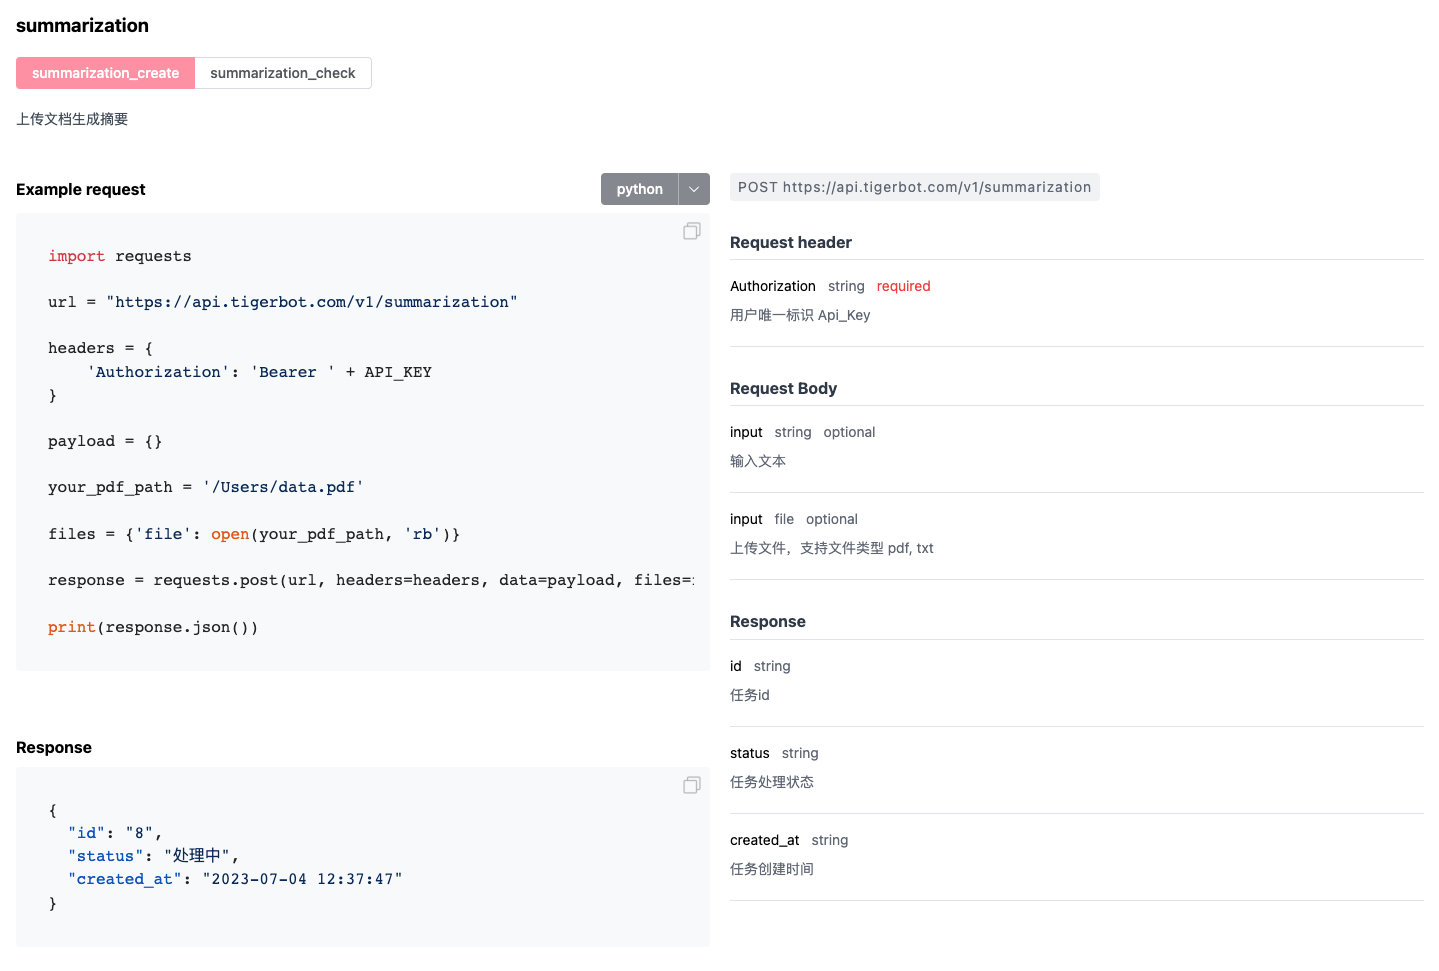 summarization
summarization_create summarization_check
上传文档生成摘要
Example request
python
import requests
url = "https://api.tigerbot.com/v1/summarization"
headers = {
'Authorization': 'Bearer ' + API_KEY
}
payload = {}
your_pdf_path = '/Users/data.pdf'
files = {'file': open(your_pdf_path, 'rb')}
response = requests.post(url, headers=headers, data=payload, files=
print(response.json())
Response
{
"id": "8",
"status": "处理中",
"created_at": "2023-07-04 12:37:47"
}
POST https://api.tigerbot.com/v1/summarization
Request header
Authorization string required
用户唯一标识 Api_Key
Request Body
input string optional
输入文本
input file optional
上传文件，支持文件类型 pdf, txt
Response
id string
任务id
status string
任务处理状态
created_at string
任务创建时间